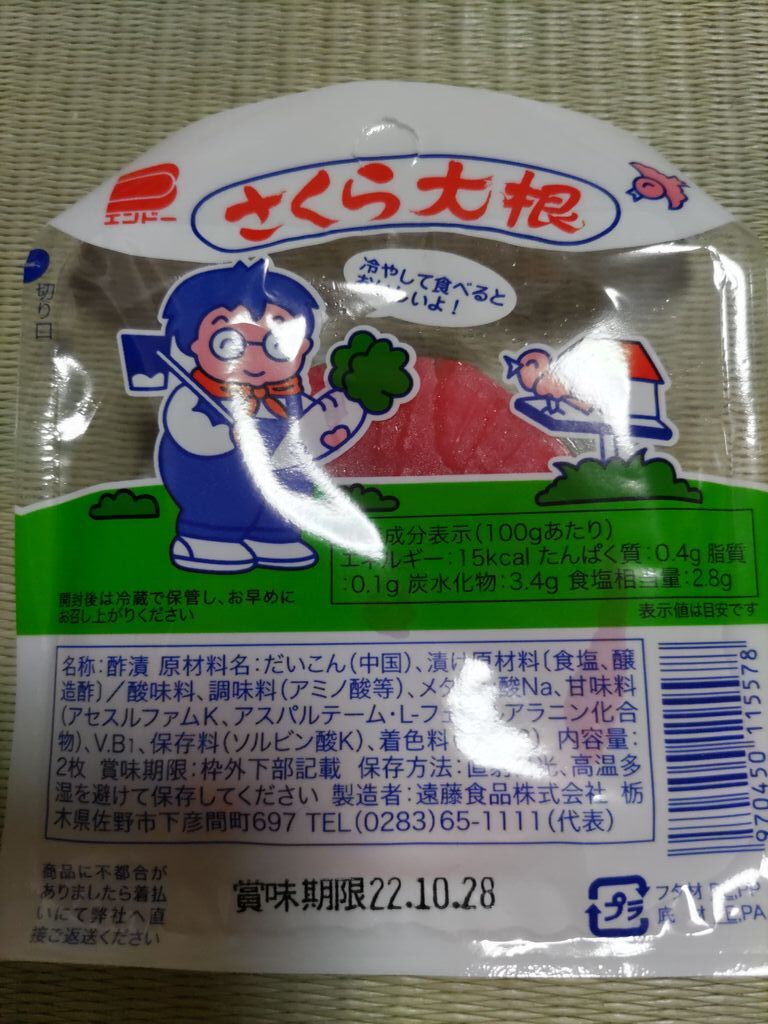 エンドー
さくら大根
冷やして食べると
いよ!
切り口
成分表示(100gあたり)
エネルギー:15kcal たんぱく質:0.4g 脂質
:0.1g 炭水化物:3.4g 食塩相当量:2.8g
表示値は目安です
開封後は冷蔵で保管し、お早めに
お召し上がりください
名称:酢漬 原材料名:だいこん(中国)、漬け原材料〔食塩、醸
造酢〕/酸味料、調味料(アミノ酸等)、メタ 酸Na、甘味料
(アセスルファムK、アスパルテーム・L-フェ アラニン化合
物)、V.B1、保存料(ソルビン酸K)、着色料 内容量:
2枚 賞味期限:枠外下部記載 保存方法:直射 光、高温多
湿を避けて保存してください 製造者:遠藤食品株式会社 栃
木県佐野市下彦間町697 TEL(0283)65-1111(代表)
970450 115578
商品に不都合が
ありましたら着払
いにて弊社へ直
接ご返送ください
賞味期限22.10.28
プラ
フタ材 PP
底 材 PA